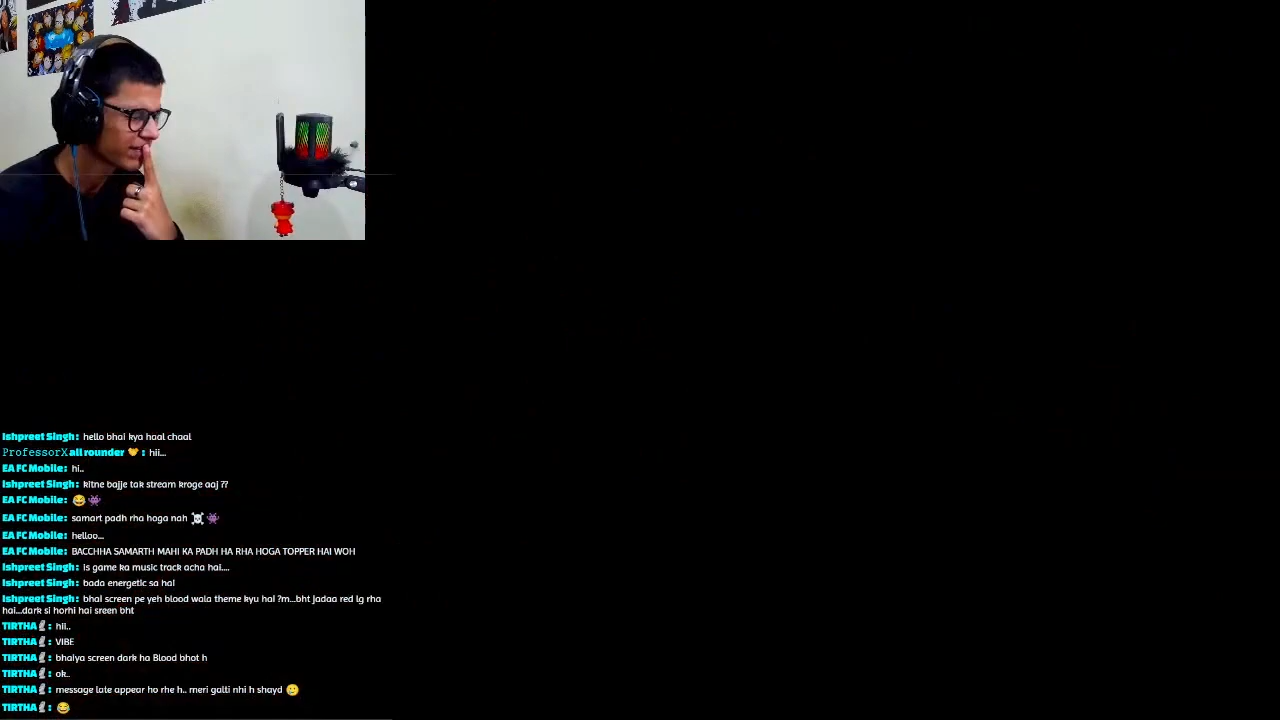 Ishpreet Singh: hello bhai kya haal chaal
ProfessorX all rounder 🧡 : hii...
EA FC Mobile: hi..
Ishpreet Singh: kitne bajje tak stream kroge aaj ??
EA FC Mobile: 😂👾
EA FC Mobile: samart padh rha hoga nah ☠️👾
EA FC Mobile: helloo...
EA FC Mobile: BACCHHA SAMARTH MAHI KA PADH HA RHA HOGA TOPPER HAI WOH
Ishpreet Singh: is game ka music track acha hai....
Ishpreet Singh: bada energetic sa hai
Ishpreet Singh: bhai screen pe yeh blood wala theme kyu hai ?m...bht jadaa red lg rha
hai...dark si horhi hai sreen bht
TIRTHA: hii..
TIRTHA: VIBE
TIRTHA: bhaiya screen dark ha Blood bhot h
TIRTHA: ok..
TIRTHA: message late appear ho rhe h.. meri galti nhi h shayd 🥲
TIRTHA: 😂